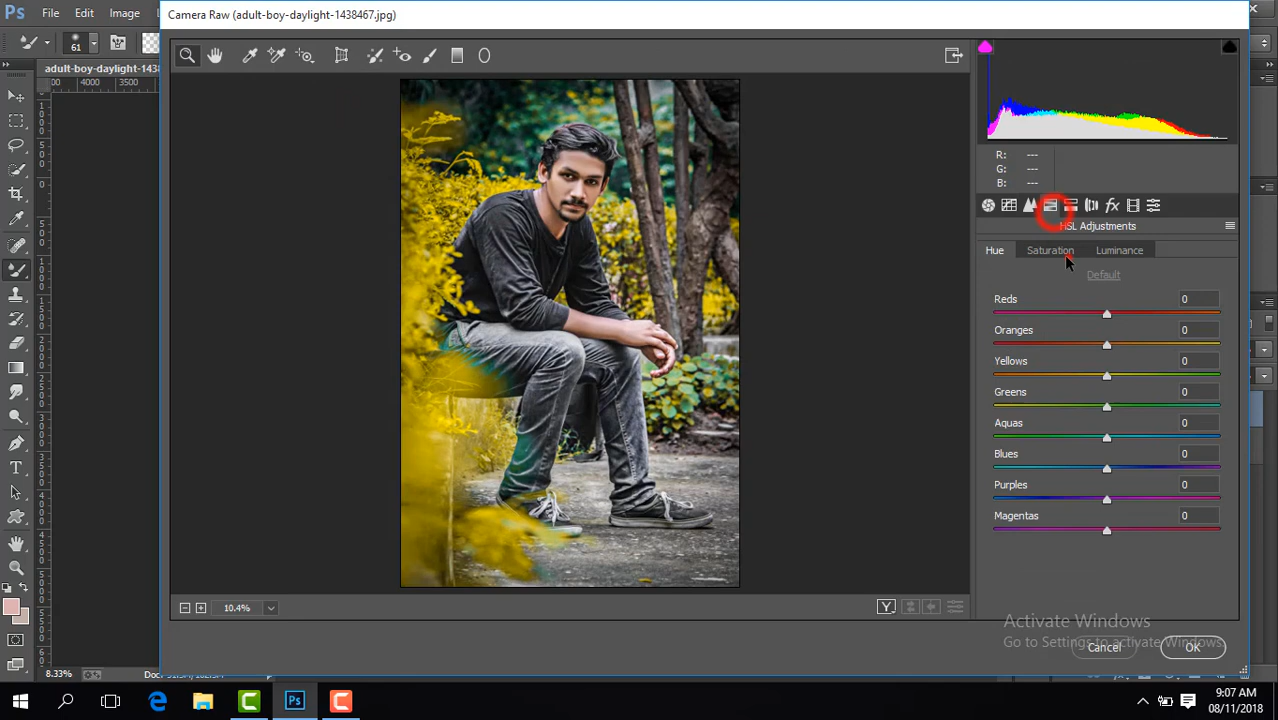 Camera Raw (adult-boy-daylight-1438467.jpg)
Ps File Edit Image
61
adult-boy-daylight-1438
4000 3500
R: ---
G: ---
B: ---
fx
HSL Adjustments
Hue Saturation Luminance
Default
Reds 0
Oranges 0
Yellows 0
Greens 0
Aquas 0
Blues 0
Purples 0
Magentas 0
T
10.4%
Y
Activate Windows
Go to Settings to activate Windows.
Cancel OK
8.33%
Ps
9:07 AM
08/11/2018